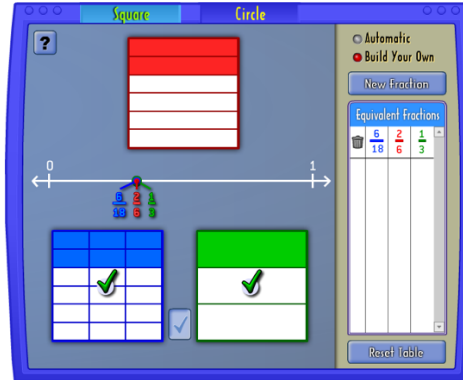 Square Circle
?
Automatic
Build Your Own
New Fraction
Equivalent Fractions
6/18 2/6 1/3
0 1
6/18 2/6 1/3
Reset Table